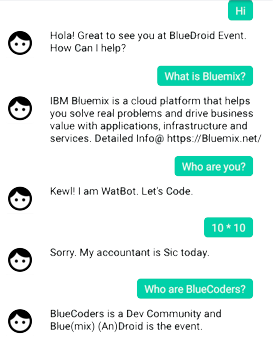 Hi
Hola! Great to see you at BlueDroid Event.
How Can I help?
What is Bluemix?
IBM Bluemix is a cloud platform that helps
you solve real problems and drive business
value with applications, infrastructure and
services. Detailed Info@ https://Bluemix.net/
Who are you?
Kewl! I am WatBot. Let's Code.
10 * 10
Sorry. My accountant is Sic today.
Who are BlueCoders?
BlueCoders is a Dev Community and
Blue(mix) (An)Droid is the event.